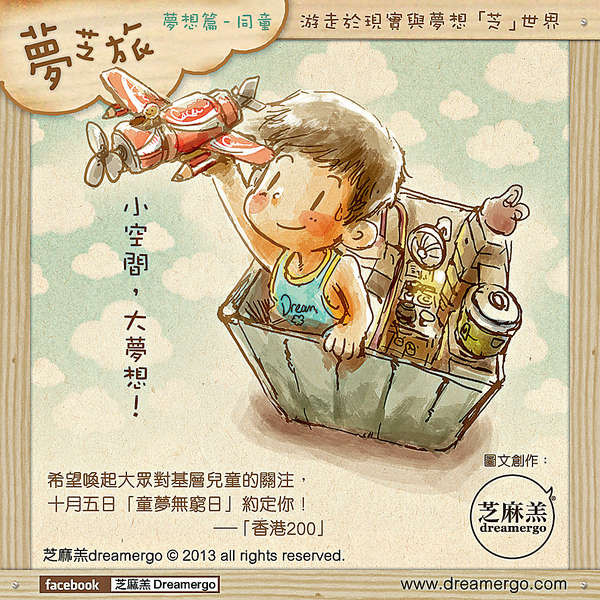 夢芝旅
夢想篇 - 同童
游走於現實與夢想「芝」世界
小空間，大夢想！
Dream
希望喚起大眾對基層兒童的關注，
十月五日「童夢無窮日」約定你！
──「香港200」
圖文創作：
芝麻羔
dreamergo
芝麻羔dreamergo © 2013 all rights reserved.
facebook 芝麻羔 Dreamergo
www.dreamergo.com